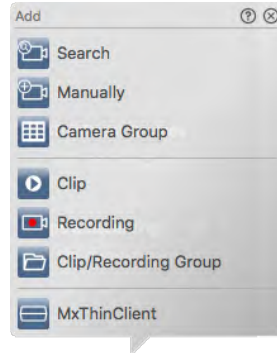 Add
Search
Manually
Camera Group
Clip
Recording
Clip/Recording Group
MxThinClient